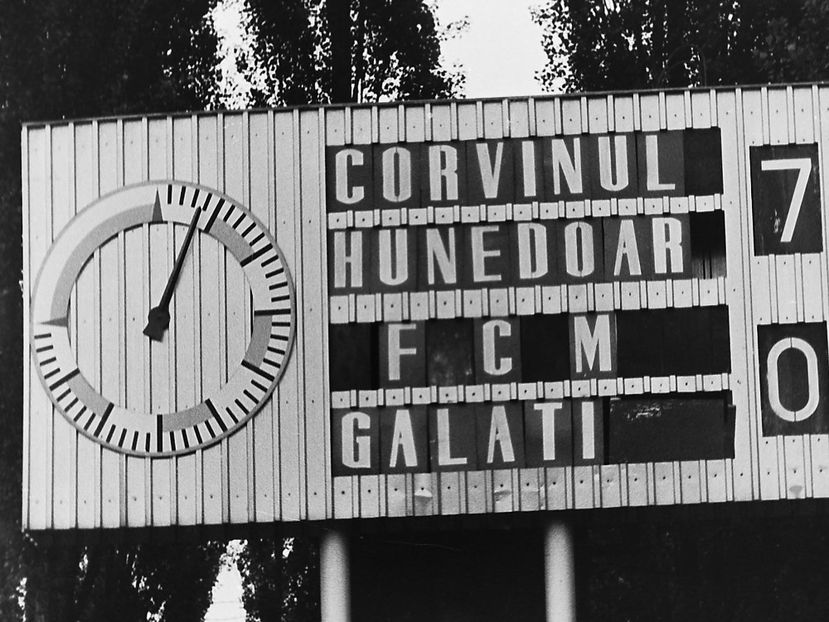 CORVINUL 7
HUNEDOAR
FCM 0
GALATI